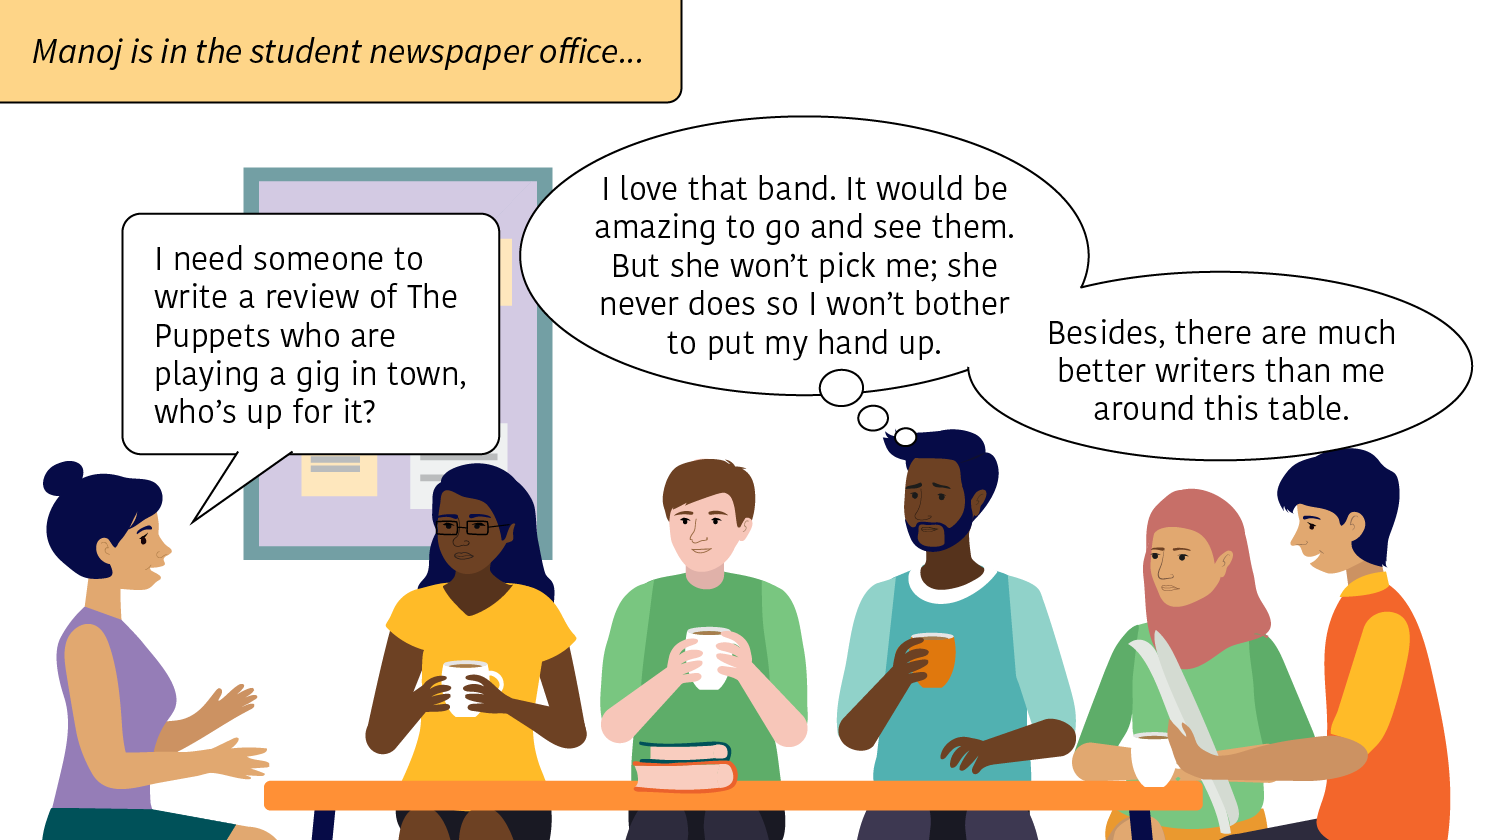 Manoj is in the student newspaper office...
I need someone to
write a review of The
Puppets who are
playing a gig in town,
who's up for it?
I love that band. It would be
amazing to go and see them.
But she won't pick me; she
never does so I won't bother
to put my hand up.
Besides, there are much
better writers than me
around this table.